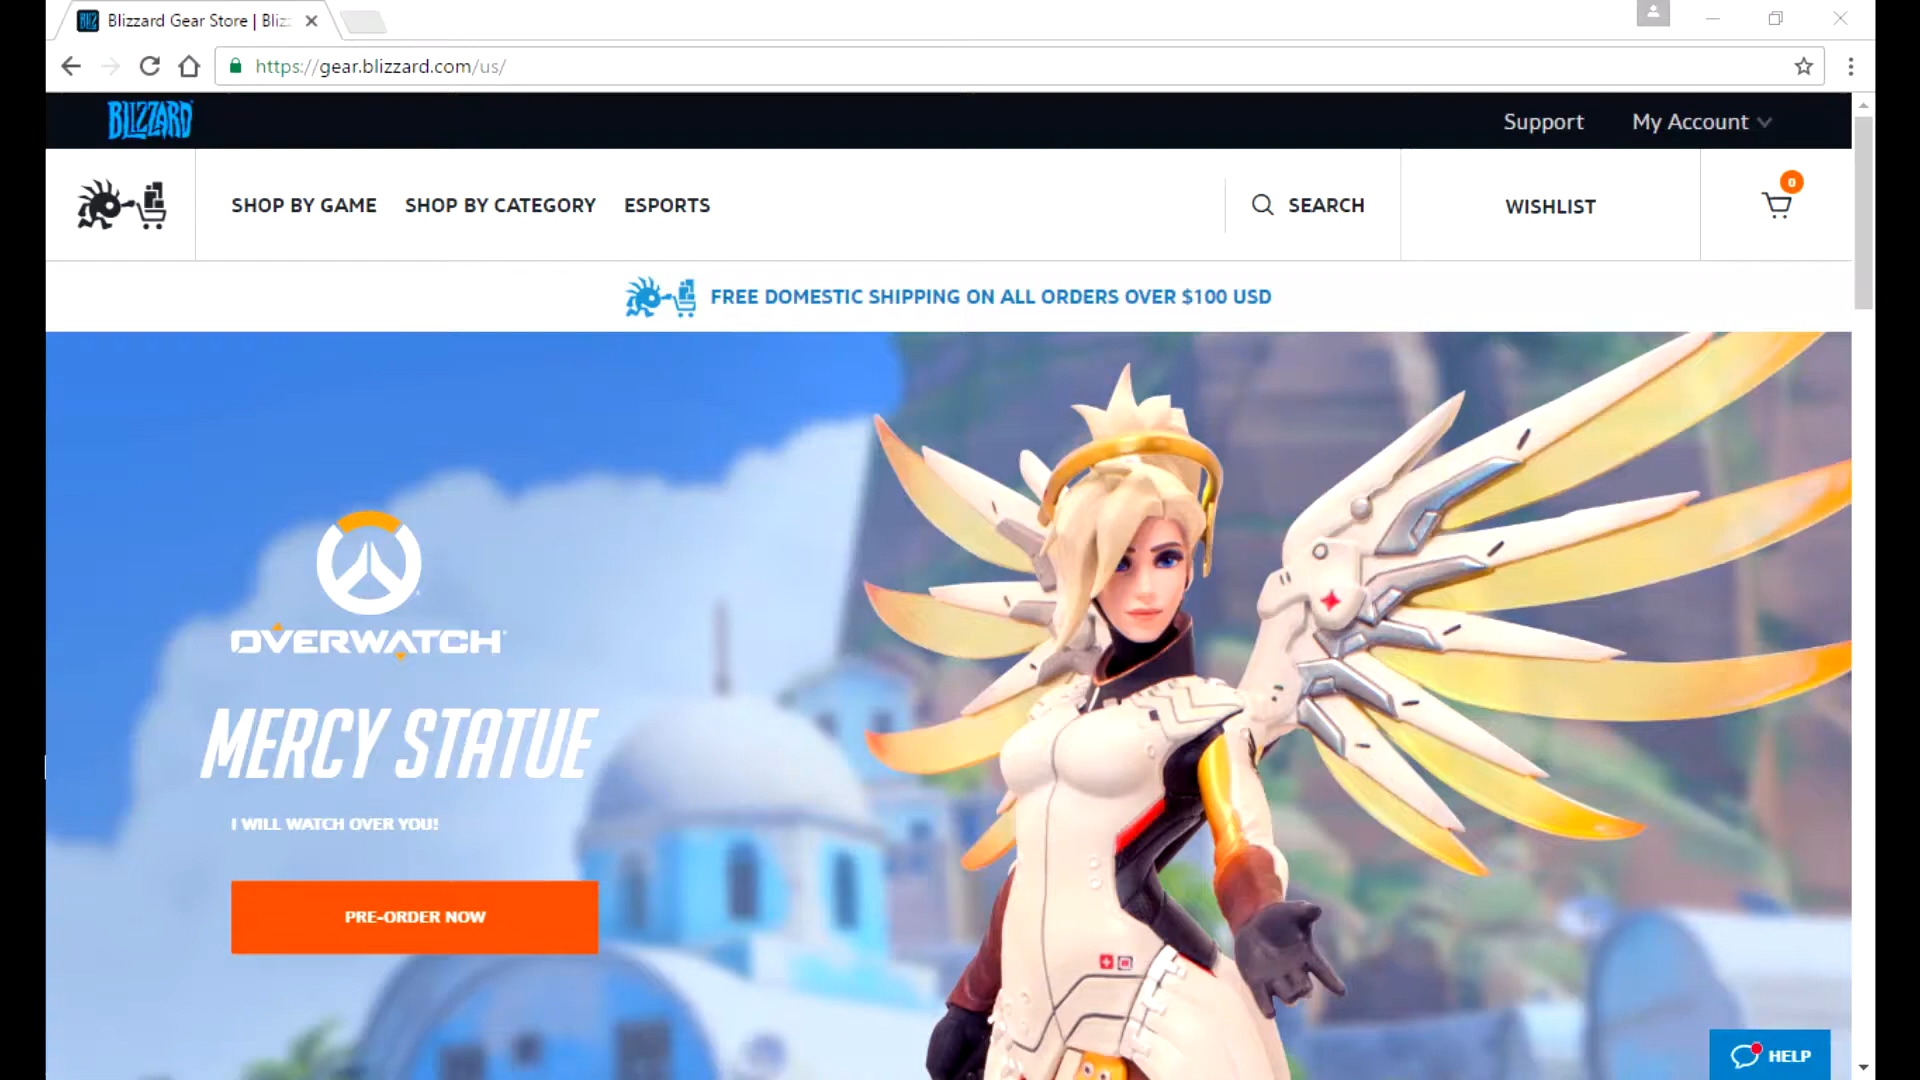 Blizzard Gear Store | Bliz
https://gear.blizzard.com/us/
BLIZZARD
Support
My Account
SHOP BY GAME
SHOP BY CATEGORY
ESPORTS
SEARCH
WISHLIST
0
FREE DOMESTIC SHIPPING ON ALL ORDERS OVER $100 USD
OVERWATCH
MERCY STATUE
I WILL WATCH OVER YOU!
PRE-ORDER NOW
HELP